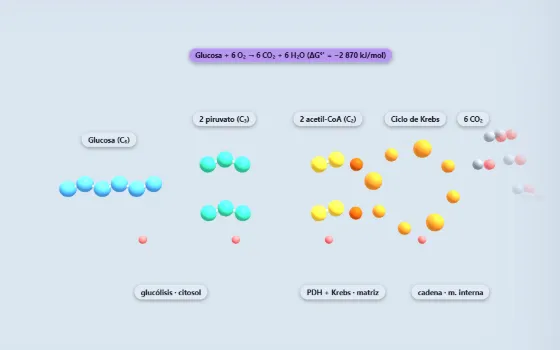 Glucosa + 6 O₂ → 6 CO₂ + 6 H₂O (ΔG°′ = −2 870 kJ/mol)
2 piruvato (C₃)
2 acetil-CoA (C₂)
Ciclo de Krebs
6 CO₂
Glucosa (C₆)
glucólisis · citosol
PDH + Krebs · matriz
cadena · m. interna